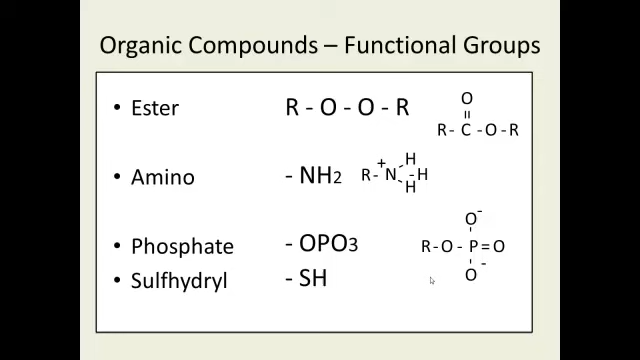 Organic Compounds – Functional Groups
• Ester R - O - O - R
O
=
R - C - O - R
• Amino - NH2
H
+
R - N - H
H
• Phosphate - OPO3
O-
R - O - P = O
O-
• Sulfhydryl - SH